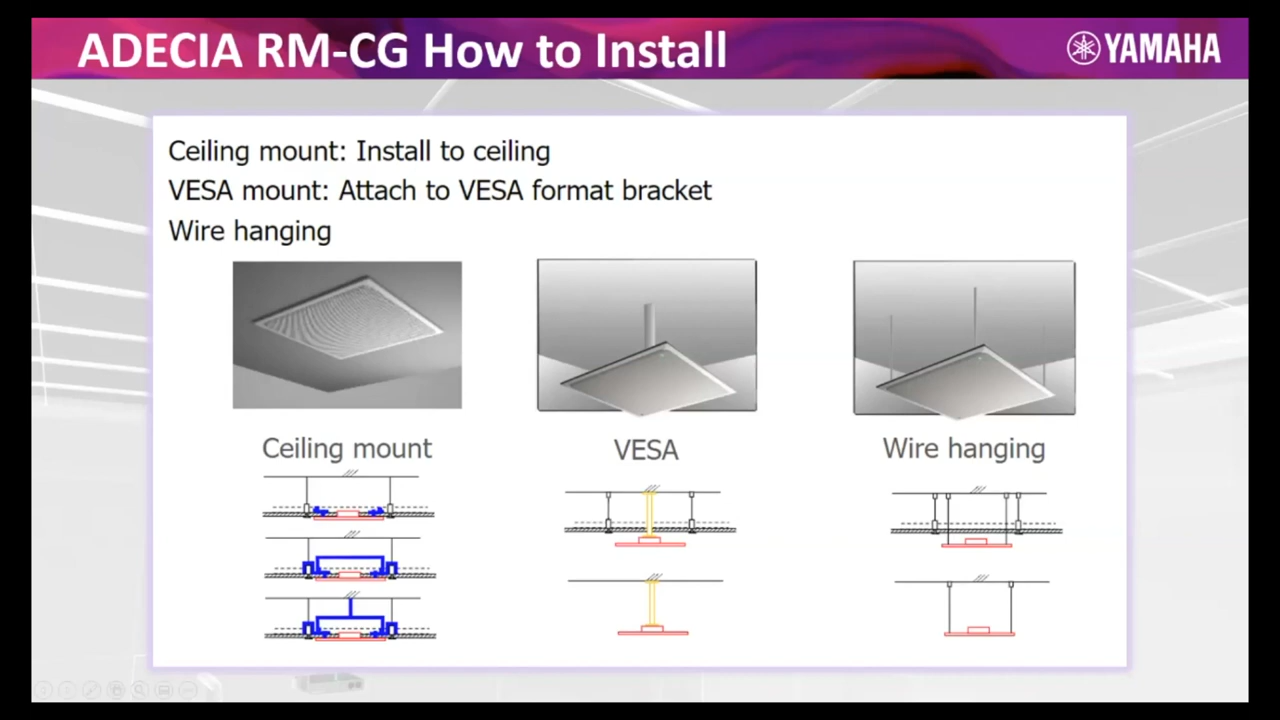 ADECIA RM-CG How to Install
YAMAHA
Ceiling mount: Install to ceiling
VESA mount: Attach to VESA format bracket
Wire hanging
Ceiling mount
VESA
Wire hanging